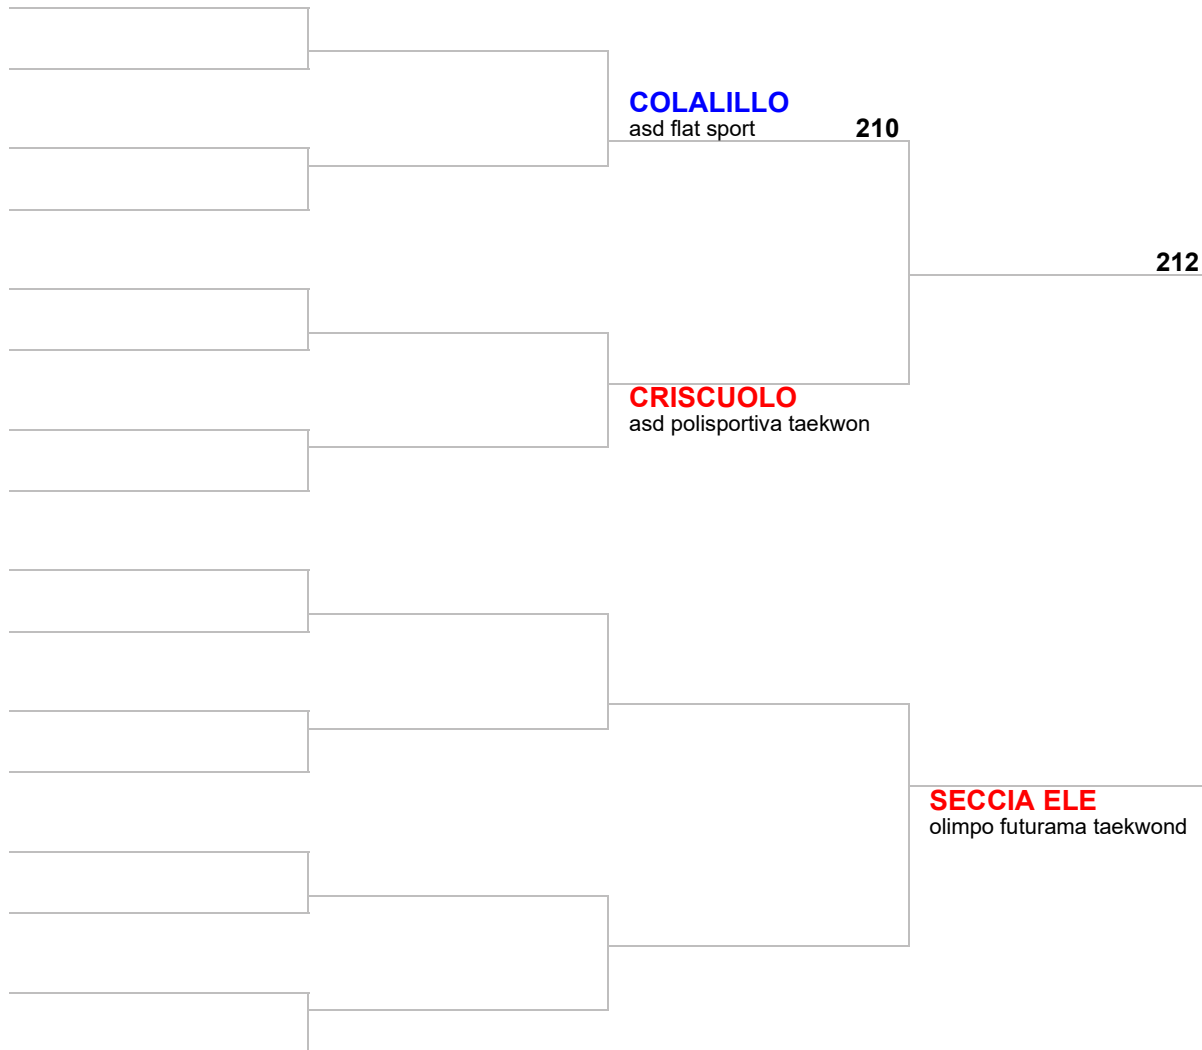 COLALILLO
asd flat sport
210
212
CRISCUOLO
asd polisportiva taekwon
SECCIA ELE
olimpo futurama taekwond